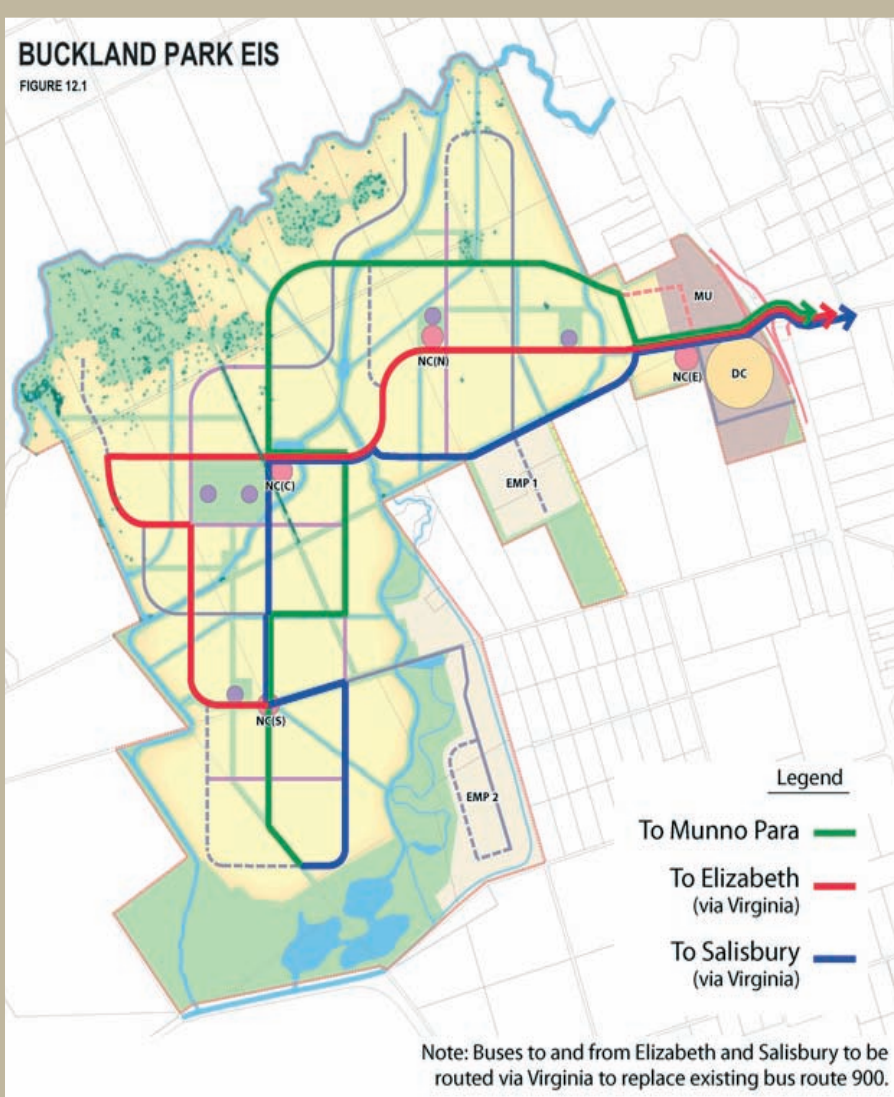 BUCKLAND PARK EIS
FIGURE 12.1
MU
NC(N)
NC(E)
DC
NC(C)
EMP 1
NC(S)
EMP 2
Legend
To Munno Para
To Elizabeth
(via Virginia)
To Salisbury
(via Virginia)
Note: Buses to and from Elizabeth and Salisbury to be
routed via Virginia to replace existing bus route 900.